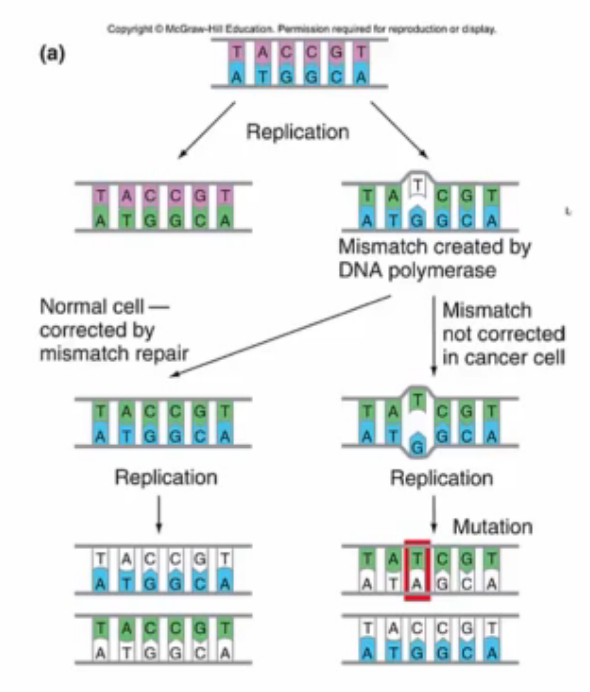 Copyright © McGraw-Hill Education. Permission required for reproduction or display.
(a)
T A C C G T
A T G G C A
Replication
T A C C G T
A T G G C A
T A T C G T
A T G G C A
Mismatch created by
DNA polymerase
Normal cell —
corrected by
mismatch repair
Mismatch
not corrected
in cancer cell
T A C C G T
A T G G C A
T A T C G T
A T G G C A
Replication
Replication
Mutation
T A C C G T
A T G G C A
T A T C G T
A T A G C A
T A C C G T
A T G G C A
T A C C G T
A T G G C A